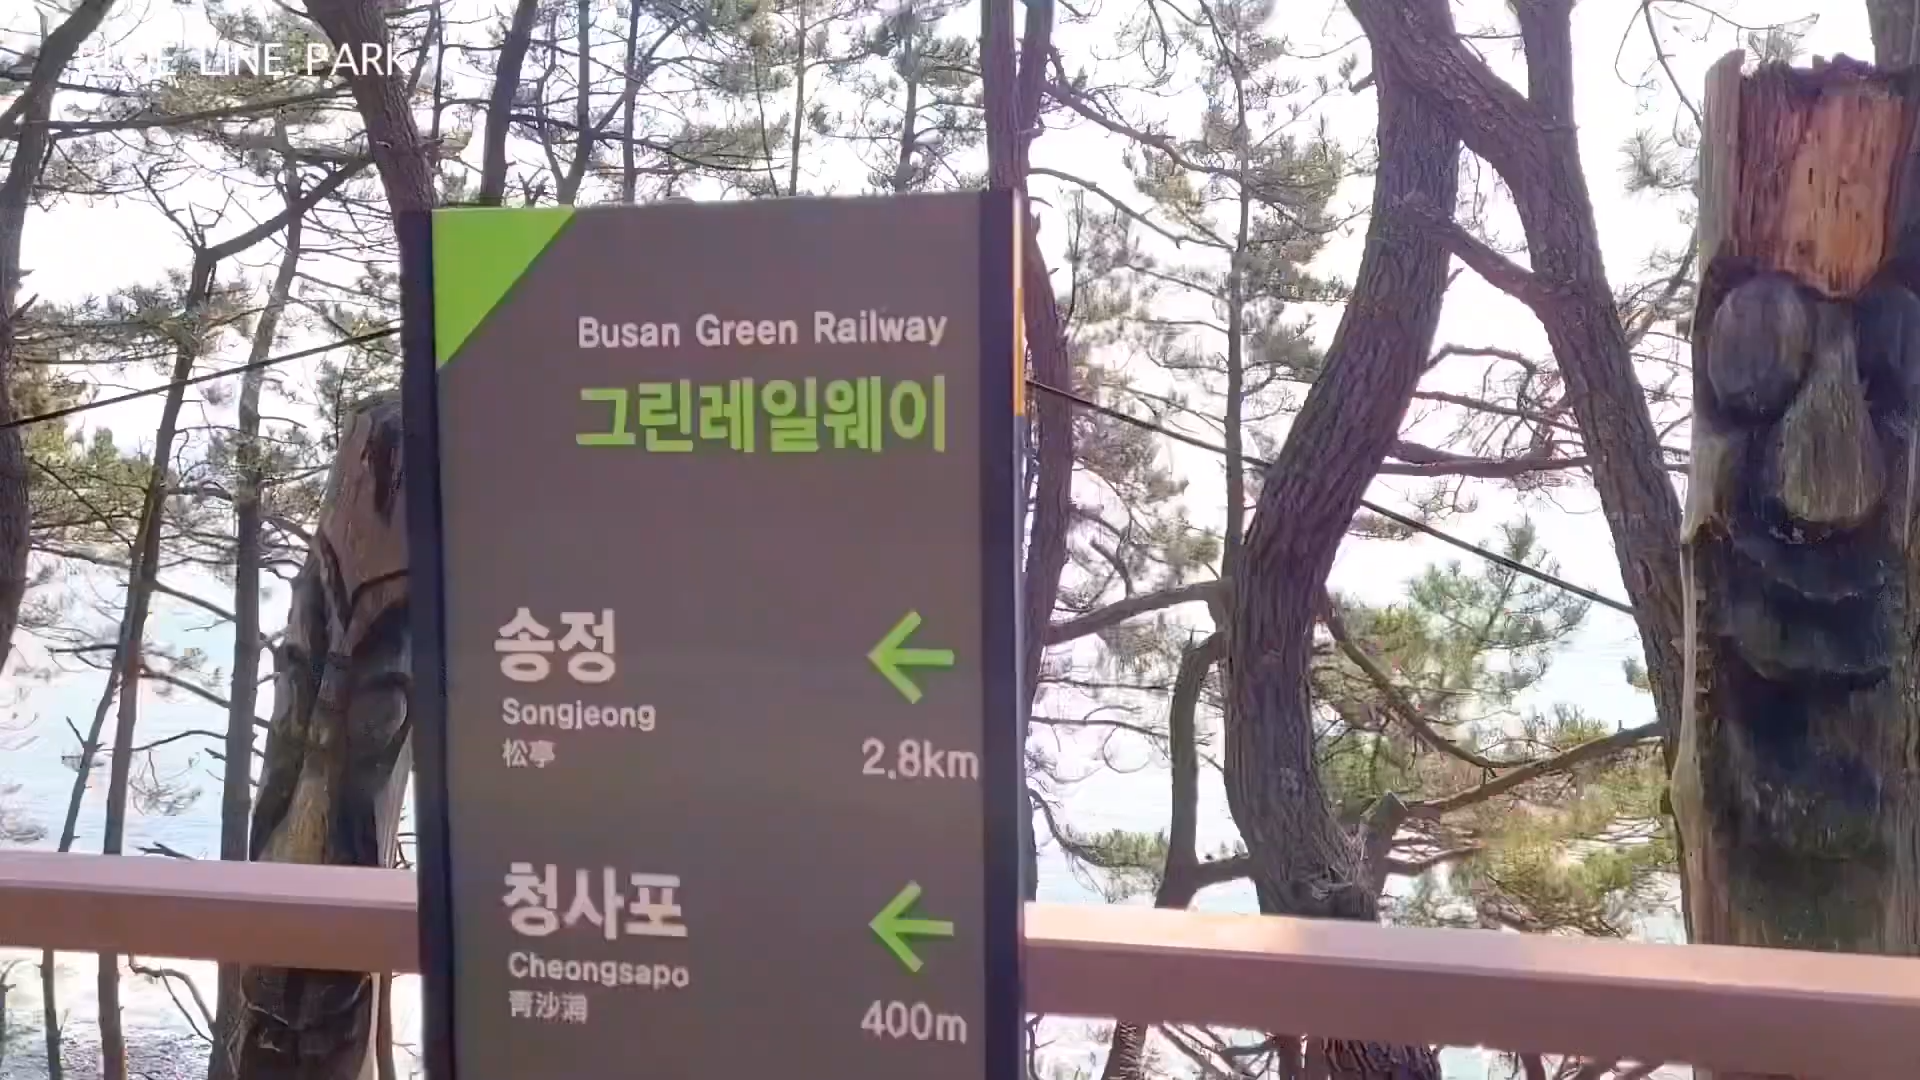 BLUE LINE PARK
Busan Green Railway
그린레일웨이
송정
Songjeong
松亭
2.8km
청사포
Cheongsapo
青沙浦
400m